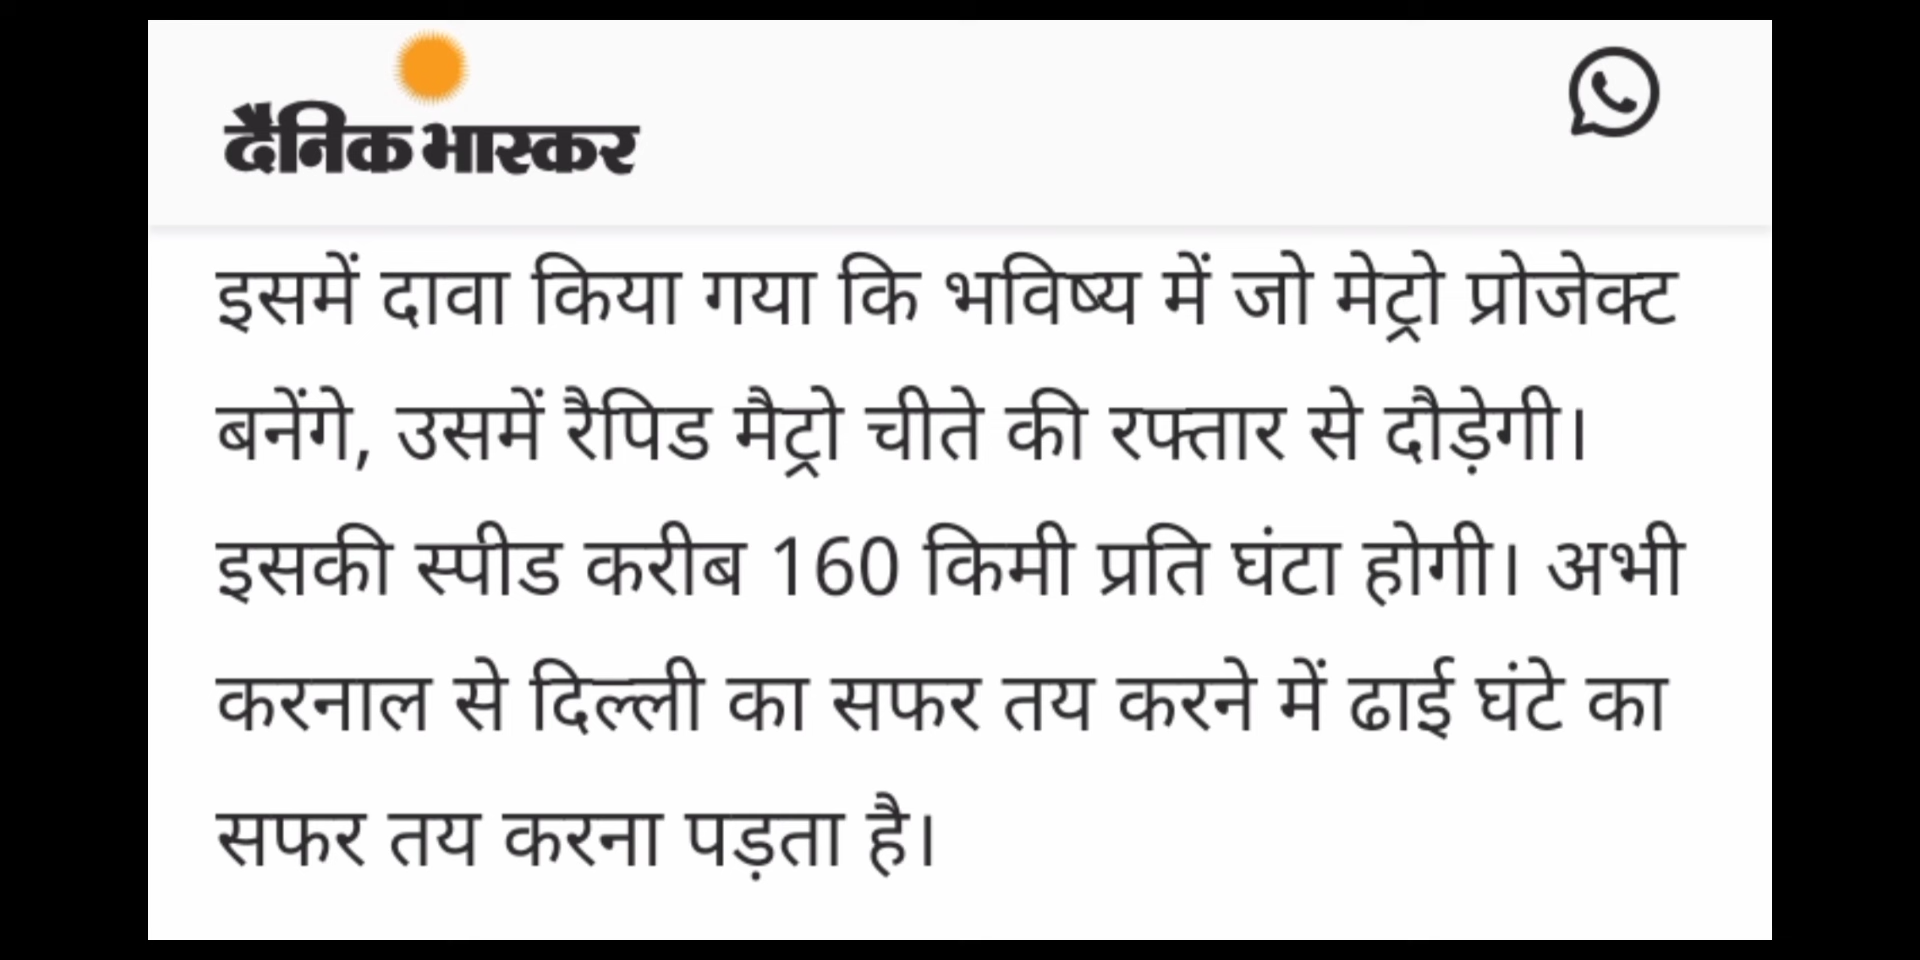 दैनिक भास्कर
इसमें दावा किया गया कि भविष्य में जो मेट्रो प्रोजेक्ट
बनेंगे, उसमें रैपिड मैट्रो चीते की रफ्तार से दौड़ेगी।
इसकी स्पीड करीब 160 किमी प्रति घंटा होगी। अभी
करनाल से दिल्ली का सफर तय करने में ढाई घंटे का
सफर तय करना पड़ता है।